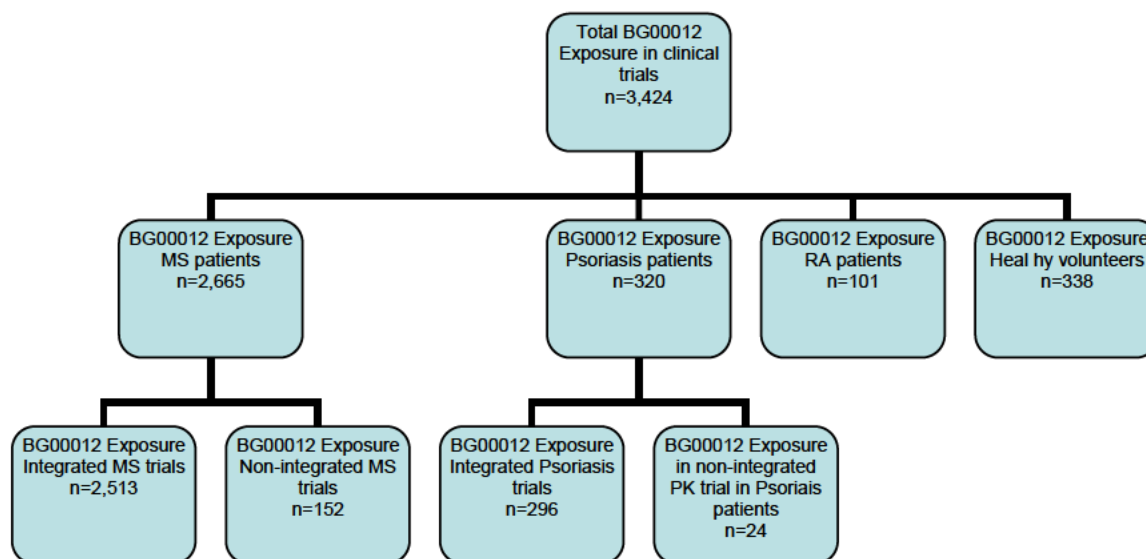 Total BG00012
Exposure in clinical
trials
n=3,424
BG00012 Exposure
MS patients
n=2,665
BG00012 Exposure
Psoriasis patients
n=320
BG00012 Exposure
RA patients
n=101
BG00012 Exposure
Heal hy volunteers
n=338
BG00012 Exposure
Integrated MS trials
n=2,513
BG00012 Exposure
Non-integrated MS
trials
n=152
BG00012 Exposure
Integrated Psoriasis
trials
n=296
BG00012 Exposure
in non-integrated
PK trial in Psoriais
patients
n=24